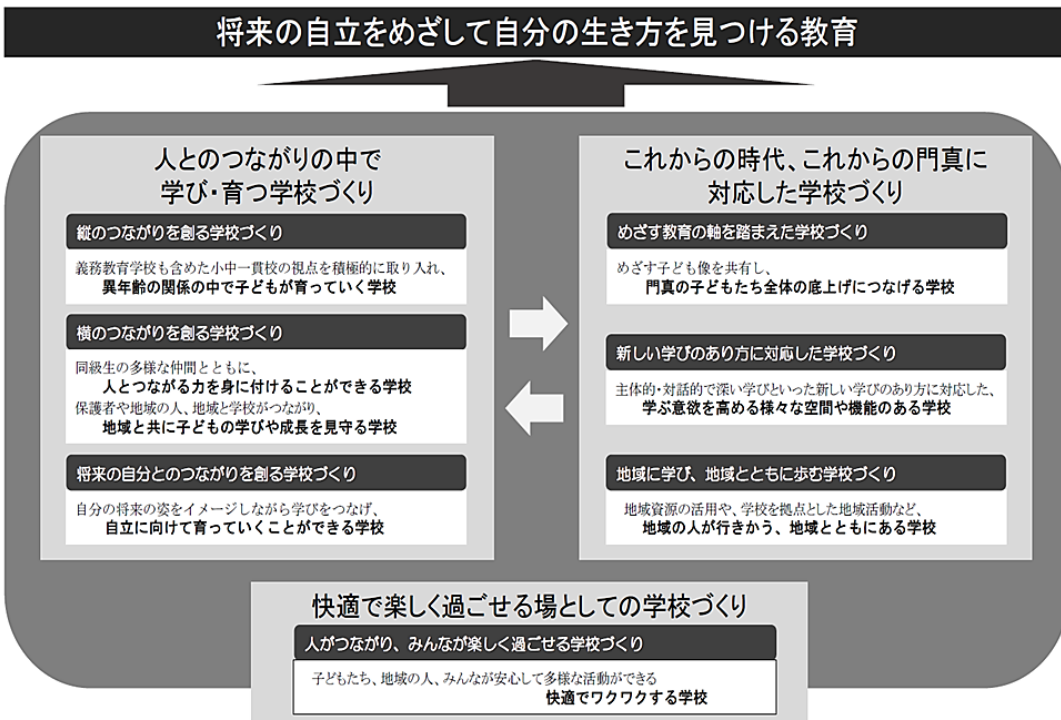 将来の自立をめざして自分の生き方を見つける教育
人とのつながりの中で
学び・育つ学校づくり
縦のつながりを創る学校づくり
義務教育学校も含めた小中一貫校の視点を積極的に取り入れ、
異年齢の関係の中で子どもが育っていく学校
横のつながりを創る学校づくり
同級生の多様な仲間とともに、
人とつながる力を身に付けることができる学校
保護者や地域の人、地域と学校がつながり、
地域と共に子どもの学びや成長を見守る学校
将来の自分とのつながりを創る学校づくり
自分の将来の姿をイメージしながら学びをつなげ、
自立に向けて育っていくことができる学校
これからの時代、これからの門真に
対応した学校づくり
めざす教育の軸を踏まえた学校づくり
めざす子ども像を共有し、
門真の子どもたち全体の底上げにつなげる学校
新しい学びのあり方に対応した学校づくり
主体的・対話的で深い学びといった新しい学びのあり方に対応した、
学ぶ意欲を高める様々な空間や機能のある学校
地域に学び、地域とともに歩む学校づくり
地域資源の活用や、学校を拠点とした地域活動など、
地域の人が行きかう、地域とともにある学校
快適で楽しく過ごせる場としての学校づくり
人がつながり、みんなが楽しく過ごせる学校づくり
子どもたち、地域の人、みんなが安心して多様な活動ができる
快適でワクワクする学校